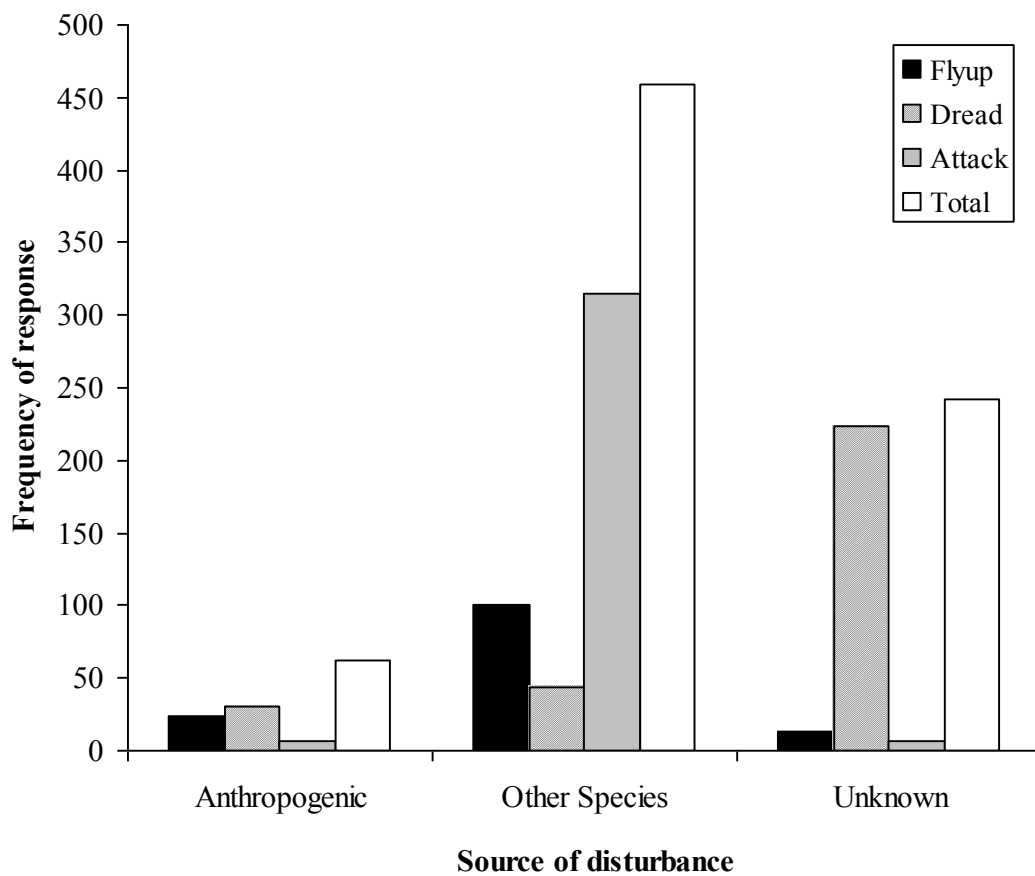 500
450
400
350
300
250
200
150
100
50
0
Frequency of response
Flyup
Dread
Attack
Total
Anthropogenic
Other Species
Unknown
Source of disturbance